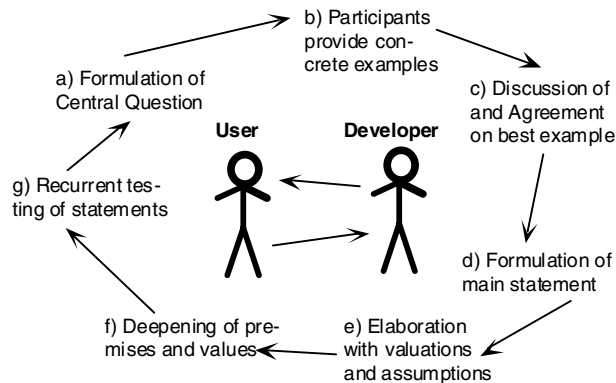 b) Participants
provide con-
crete examples
a) Formulation of
Central Question
c) Discussion of
and Agreement
on best example
User
Developer
g) Recurrent tes-
ting of statements
d) Formulation of
main statement
f) Deepening of pre-
mises and values
e) Elaboration
with valuations
and assumptions